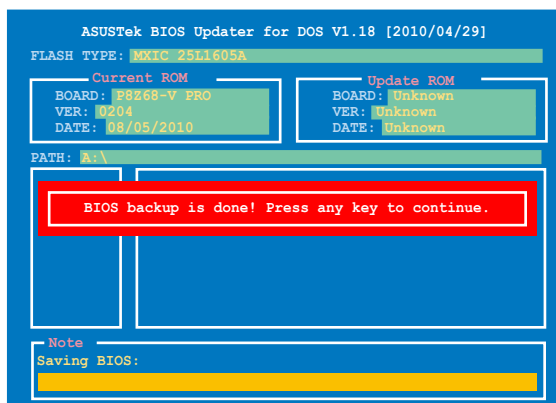 ASUSTek BIOS Updater for DOS V1.18 [2010/04/29]
FLASH TYPE: MXIC 25L1605A
Current ROM
BOARD: P8Z68-V PRO
VER: 0204
DATE: 08/05/2010
Update ROM
BOARD: Unknown
VER: Unknown
DATE: Unknown
PATH: A:\
BIOS backup is done! Press any key to continue.
Note
Saving BIOS: